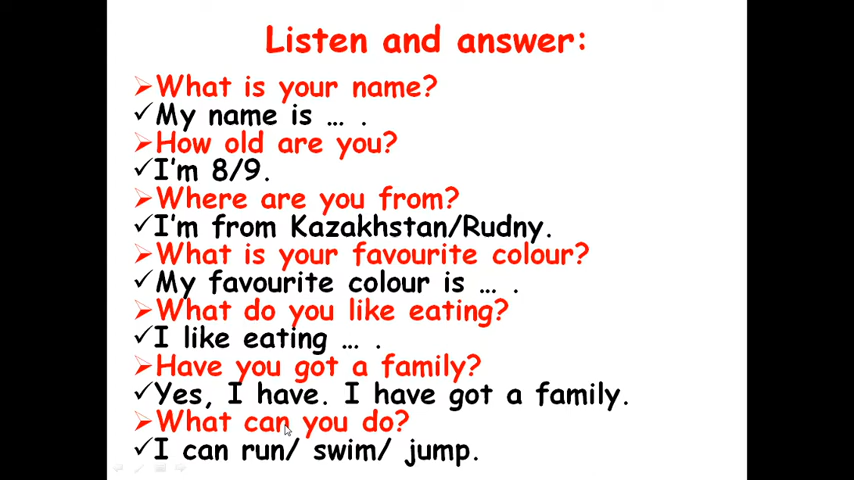 Listen and answer:
What is your name?
My name is ... .
How old are you?
I'm 8/9.
Where are you from?
I'm from Kazakhstan/Rudny.
What is your favourite colour?
My favourite colour is ... .
What do you like eating?
I like eating ... .
Have you got a family?
Yes, I have. I have got a family.
What can you do?
I can run/ swim/ jump.